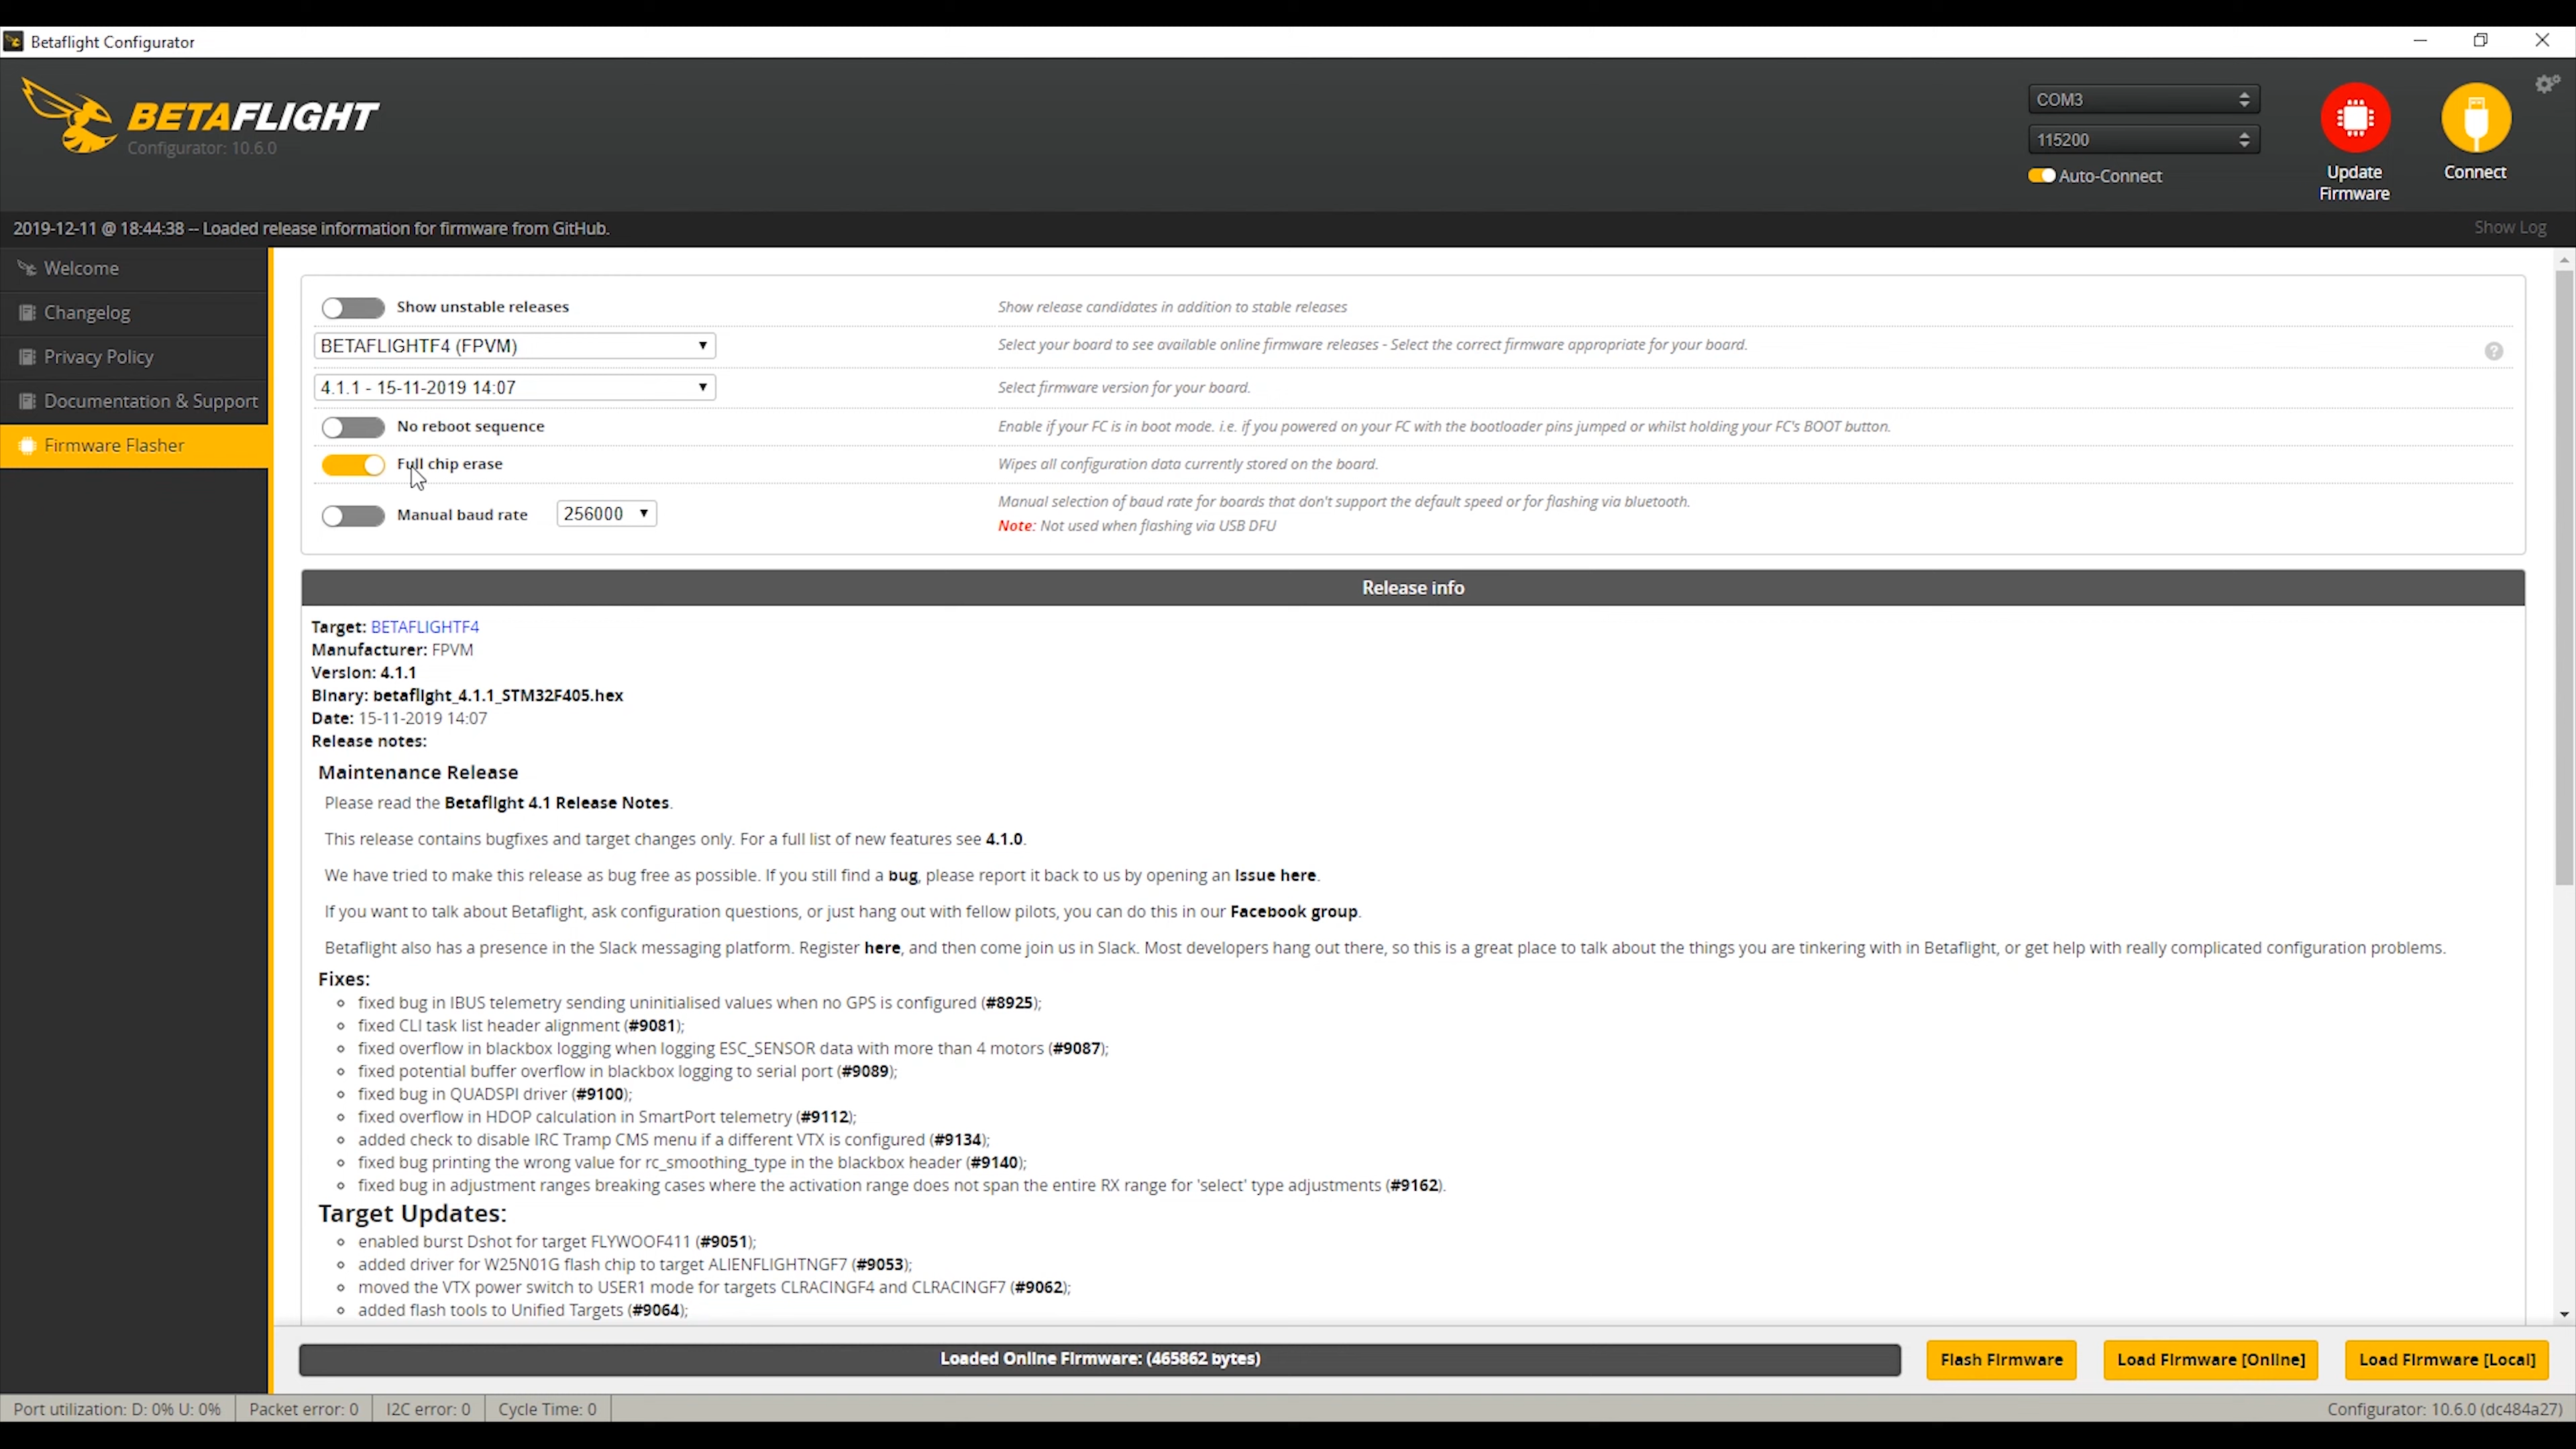 Betaflight Configurator
BETAFLIGHT
Configurator: 10.6.0
COM3
115200
Auto-Connect
Update
Firmware
Connect
2019-12-11 @ 18:44:38 -- Loaded release information for firmware from GitHub.
Show Log
Welcome
Changelog
Privacy Policy
Documentation & Support
Firmware Flasher
Show unstable releases
Show release candidates in addition to stable releases
BETAFLIGHTF4 (FPVM)
Select your board to see available online firmware releases - Select the correct firmware appropriate for your board.
?
4.1.1 - 15-11-2019 14:07
Select firmware version for your board.
No reboot sequence
Enable if your FC is in boot mode. i.e. if you powered on your FC with the bootloader pins jumped or whilst holding your FC's BOOT button.
Full chip erase
Wipes all configuration data currently stored on the board.
Manual baud rate
256000
Manual selection of baud rate for boards that don't support the default speed or for flashing via bluetooth.
Note: Not used when flashing via USB DFU
Release info
Target: BETAFLIGHTF4
Manufacturer: FPVM
Version: 4.1.1
Binary: betaflight_4.1.1_STM32F405.hex
Date: 15-11-2019 14:07
Release notes:
Maintenance Release
Please read the Betaflight 4.1 Release Notes.
This release contains bugfixes and target changes only. For a full list of new features see 4.1.0.
We have tried to make this release as bug free as possible. If you still find a bug, please report it back to us by opening an issue here.
If you want to talk about Betaflight, ask configuration questions, or just hang out with fellow pilots, you can do this in our Facebook group.
Betaflight also has a presence in the Slack messaging platform. Register here, and then come join us in Slack. Most developers hang out there, so this is a great place to talk about the things you are tinkering with in Betaflight, or get help with really complicated configuration problems.
Fixes:
fixed bug in IBUS telemetry sending uninitialised values when no GPS is configured (#8925);
fixed CLI task list header alignment (#9081);
fixed overflow in blackbox logging when logging ESC_SENSOR data with more than 4 motors (#9087);
fixed potential buffer overflow in blackbox logging to serial port (#9089);
fixed bug in QUADSPI driver (#9100);
fixed overflow in HDOP calculation in SmartPort telemetry (#9112);
added check to disable IRC Tramp CMS menu if a different VTX is configured (#9134);
fixed bug printing the wrong value for rc_smoothing_type in the blackbox header (#9140);
fixed bug in adjustment ranges breaking cases where the activation range does not span the entire RX range for 'select' type adjustments (#9162).
Target Updates:
enabled burst Dshot for target FLYWOOF411 (#9051);
added driver for W25N01G flash chip to target ALIENFLIGHTNGF7 (#9053);
moved the VTX power switch to USER1 mode for targets CLRACINGF4 and CLRACINGF7 (#9062);
added flash tools to Unified Targets (#9064);
Loaded Online Firmware: (465862 bytes)
Flash Firmware
Load Firmware [Online]
Load Firmware [Local]
Port utilization: D: 0% U: 0%
Packet error: 0
I2C error: 0
Cycle Time: 0
Configurator: 10.6.0 (dc484a27)